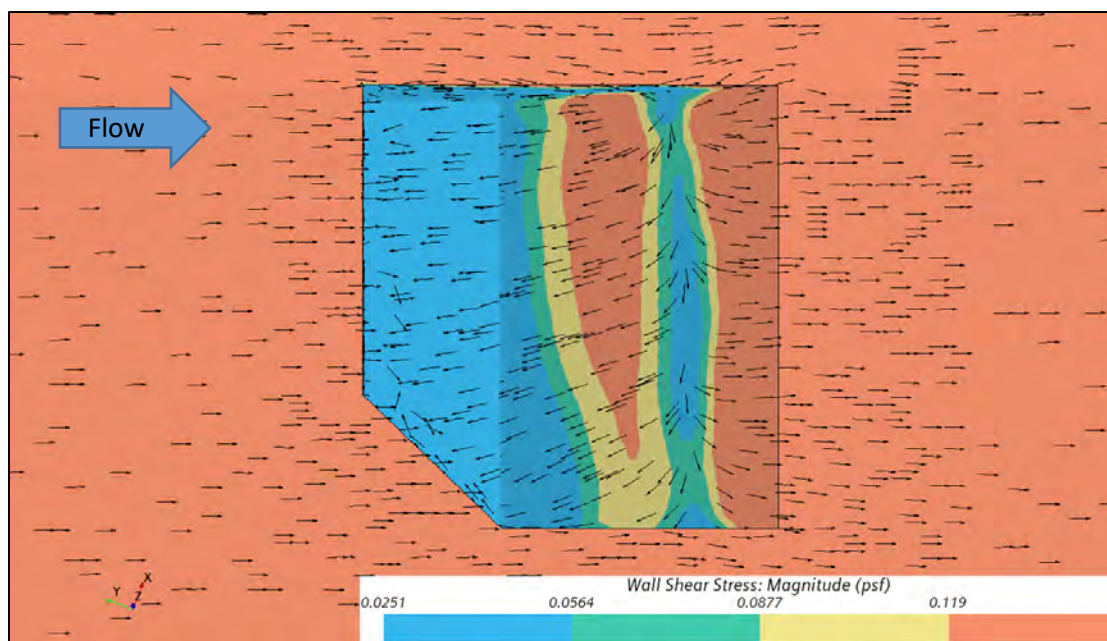 Flow
X
Y
Z
Wall Shear Stress: Magnitude (psf)
0.0251 0.0564 0.0877 0.119